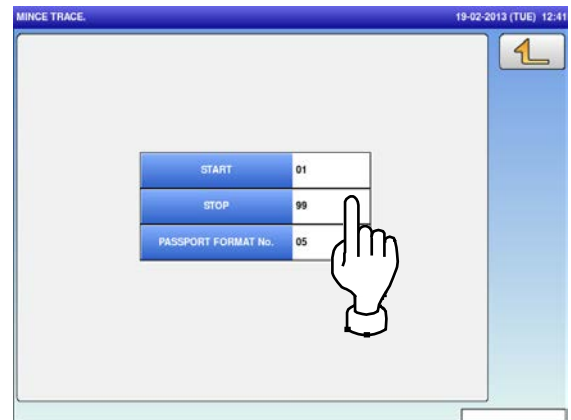 MINCE TRACE. 19-02-2013 (TUE) 12:41
START 01
STOP 99
PASSPORT FORMAT No. 05